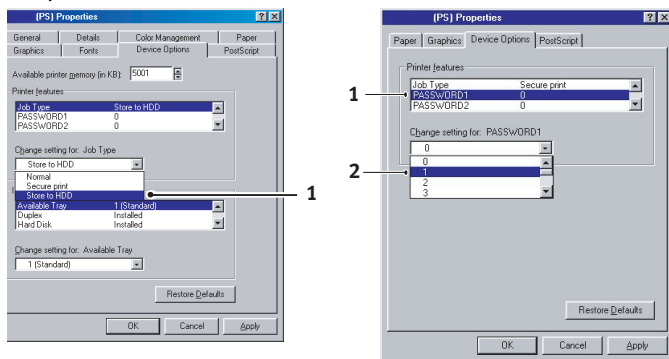 (PS) Properties
General Details Color Management Paper
Graphics Fonts Device Options PostScript
Available printer memory (in KB): 5001
Printer features
Job Type Store to HDD
PASSWORD1 0
PASSWORD2 0
Change setting for: Job Type
Store to HDD
Normal
Secure print
Store to HDD
1
Available Tray 1 (Standard)
Duplex Installed
Hard Disk Installed
Change setting for: Available Tray
1 (Standard)
Restore Defaults
OK Cancel Apply
(PS) Properties
Paper Graphics Device Options PostScript
Printer features
Job Type Secure print
1
PASSWORD1 0
PASSWORD2 0
Change setting for: PASSWORD1
0
0
2
1
2
3
Restore Defaults
OK Cancel Apply